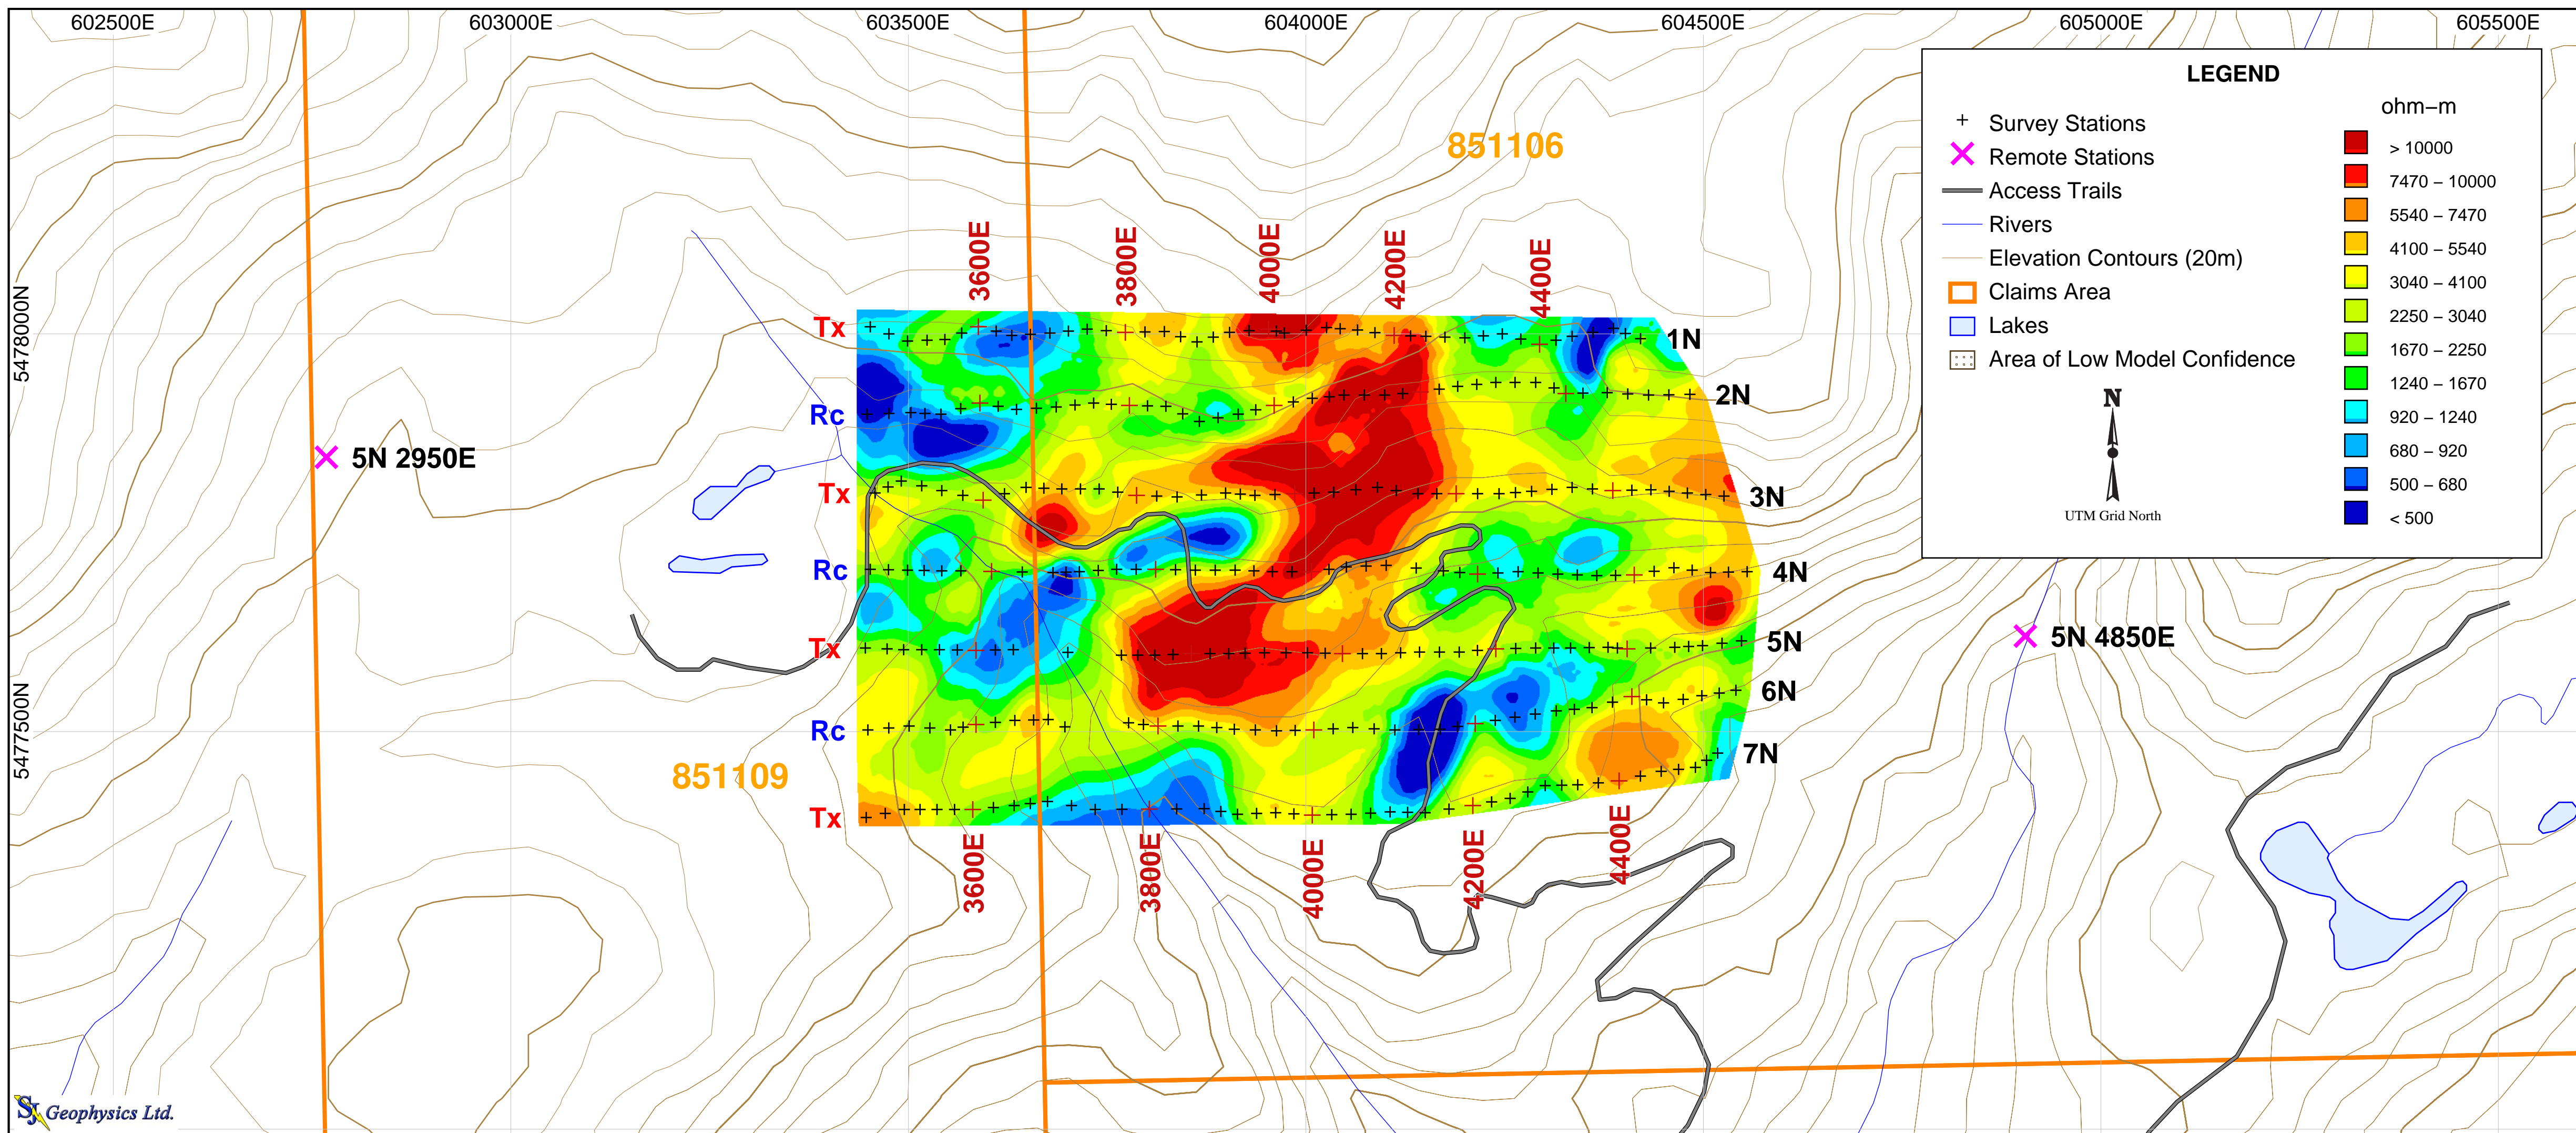 602500E
603000E
603500E
604000E
604500E
605000E
605500E
LEGEND
ohm–m
+ Survey Stations
Remote Stations
Access Trails
Rivers
Elevation Contours (20m)
Claims Area
Lakes
Area of Low Model Confidence
N
UTM Grid North
> 10000
7470 – 10000
5540 – 7470
4100 – 5540
3040 – 4100
2250 – 3040
1670 – 2250
1240 – 1670
920 – 1240
680 – 920
500 – 680
< 500
851106
3600E
3800E
4000E
4200E
4400E
5478000N
Tx
1N
Rc
2N
5N 2950E
Tx
3N
Rc
4N
Tx
5N
5N 4850E
6N
5477500N
Rc
7N
851109
Tx
3600E
3800E
4000E
4200E
4400E
SJ Geophysics Ltd.